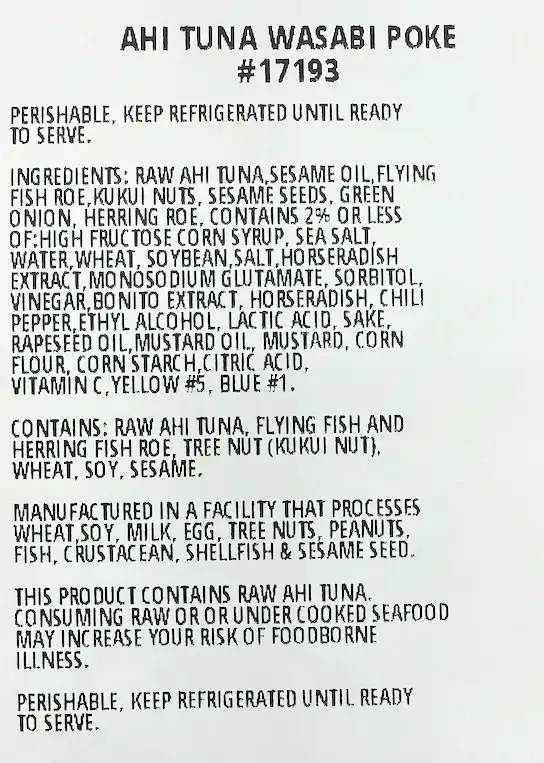 AHI TUNA WASABI POKE
#17193
PERISHABLE, KEEP REFRIGERATED UNTIL READY
TO SERVE.
INGREDIENTS: RAW AHI TUNA,SESAME OIL,FLYING
FISH ROE,KUKUI NUTS, SESAME SEEDS, GREEN
ONION, HERRING ROE, CONTAINS 2% OR LESS
OF:HIGH FRUCTOSE CORN SYRUP, SEA SALT,
WATER,WHEAT, SOYBEAN,SALT,HORSERADISH
EXTRACT,MONOSODIUM GLUTAMATE, SORBITOL,
VINEGAR,BONITO EXTRACT, HORSERADISH, CHILI
PEPPER,ETHYL ALCOHOL, LACTIC ACID, SAKE,
RAPESEED OIL,MUSTARD OIL, MUSTARD, CORN
FLOUR, CORN STARCH,CITRIC ACID,
VITAMIN C,YELLOW #5, BLUE #1.
CONTAINS: RAW AHI TUNA, FLYING FISH AND
HERRING FISH ROE, TREE NUT (KUKUI NUT),
WHEAT, SOY, SESAME.
MANUFACTURED IN A FACILITY THAT PROCESSES
WHEAT,SOY, MILK, EGG, TREE NUTS, PEANUTS,
FISH, CRUSTACEAN, SHELLFISH & SESAME SEED.
THIS PRODUCT CONTAINS RAW AHI TUNA.
CONSUMING RAW OR OR UNDER COOKED SEAFOOD
MAY INCREASE YOUR RISK OF FOODBORNE
ILLNESS.
PERISHABLE, KEEP REFRIGERATED UNTIL READY
TO SERVE.